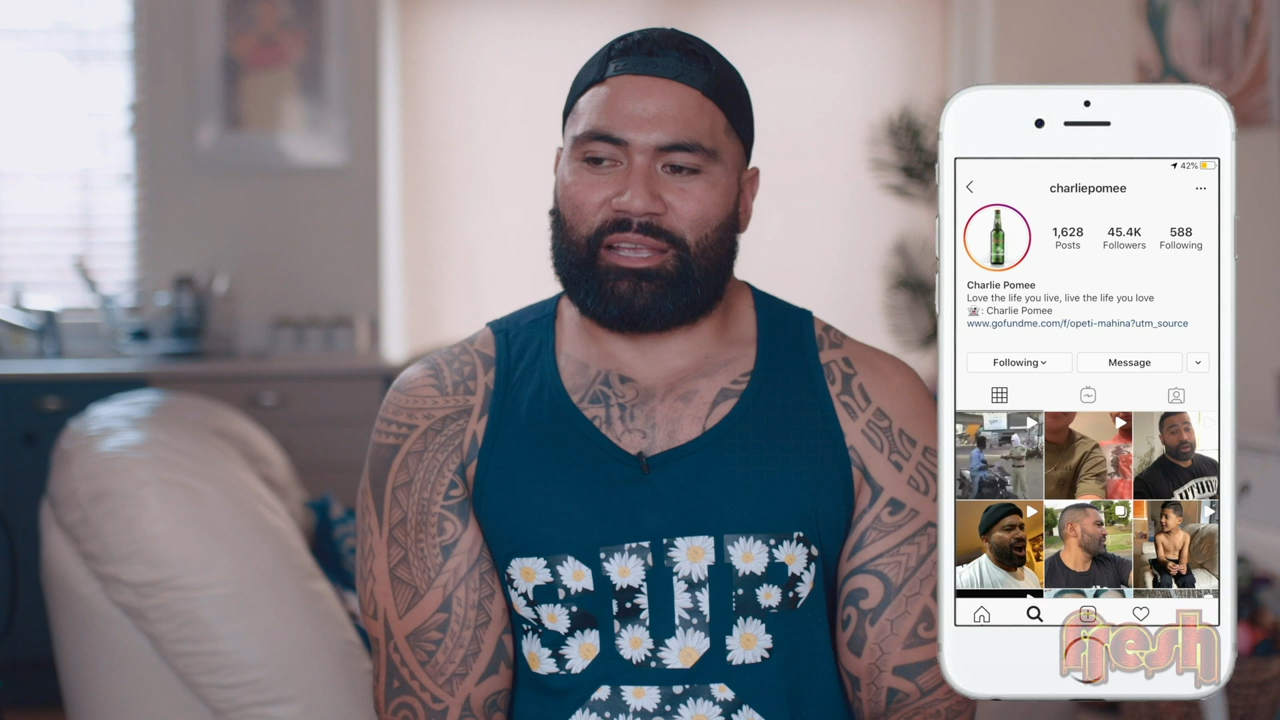 SUP
42%
charliepomee
1,628 45.4K 588
Posts Followers Following
Charlie Pomee
Love the life you live, live the life you love
: Charlie Pomee
www.gofundme.com/f/opeti-mahina?utm_source
Following Message
fresh